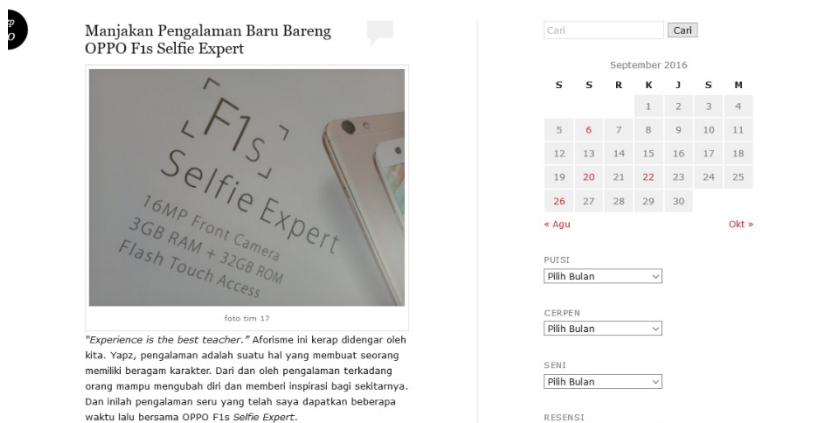 Manjakan Pengalaman Baru Bareng
OPPO F1s Selfie Expert
F1s
Selfie Expert
16MP Front Camera
3GB RAM + 32GB ROM
Flash Touch Access
foto tim 17
"Experience is the best teacher." Aforisme ini kerap didengar oleh
kita. Yapz, pengalaman adalah suatu hal yang membuat seorang
memiliki beragam karakter. Dari dan oleh pengalaman terkadang
orang mampu mengubah diri dan memberi inspirasi bagi sekitarnya.
Dan inilah pengalaman seru yang telah saya dapatkan beberapa
waktu lalu bersama OPPO F1s Selfie Expert.
Cari Cari
September 2016
S S R K J S M
1 2 3 4
5 6 7 8 9 10 11
12 13 14 15 16 17 18
19 20 21 22 23 24 25
26 27 28 29 30
« Agu Okt »
PUISI
Pilih Bulan
CERPEN
Pilih Bulan
SENI
Pilih Bulan
RESENSI